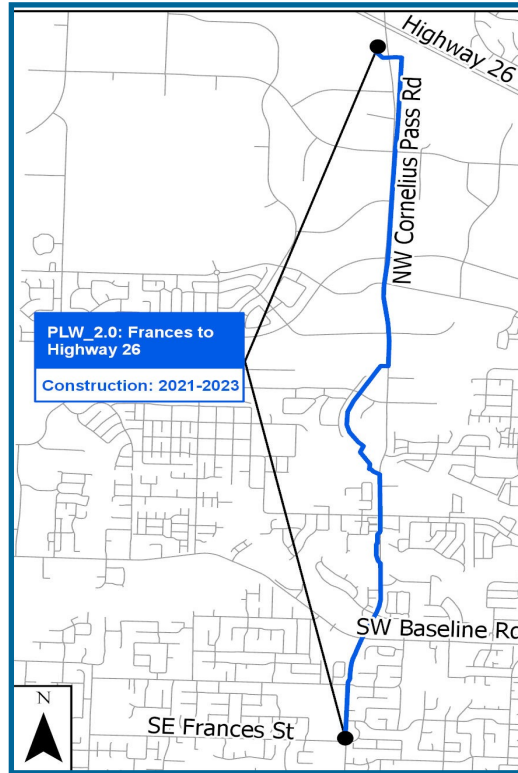 Highway 26
NW Cornelius Pass Rd
PLW_2.0: Frances to
Highway 26
Construction: 2021-2023
SW Baseline Rd
N
SE Frances St